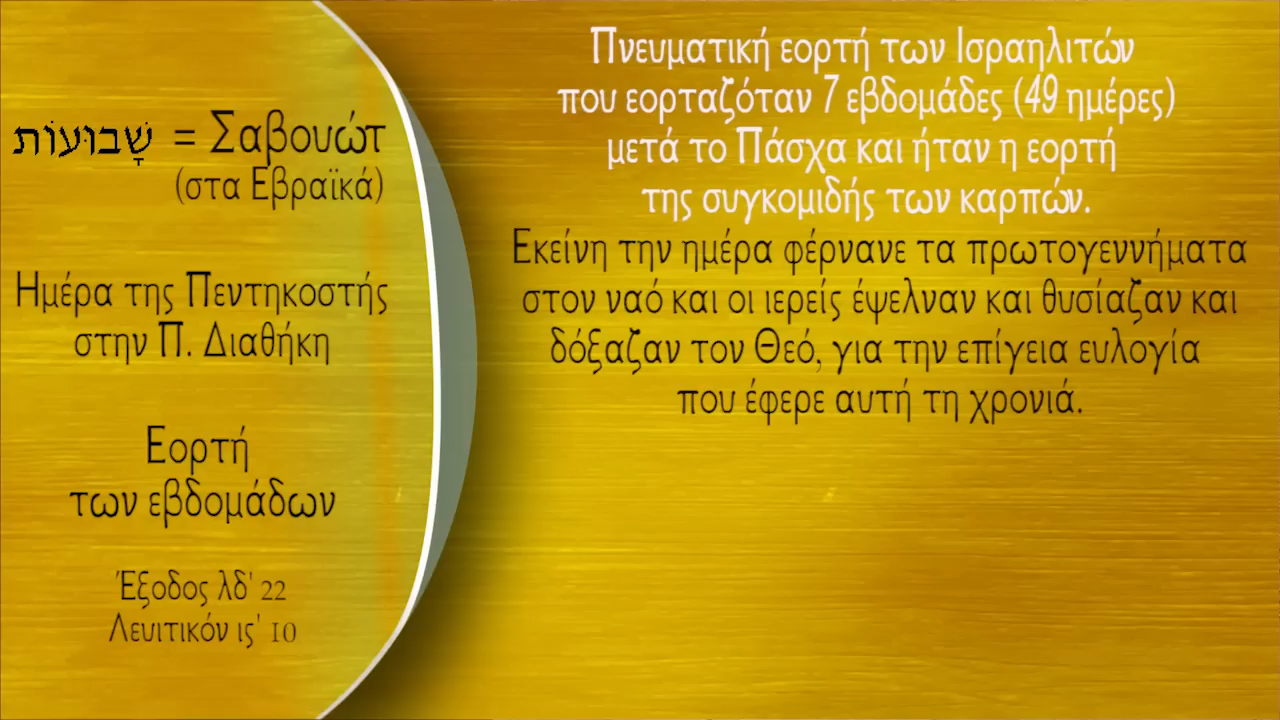 שָׁבוּעוֹת = Σαβουώτ
(στα Εβραϊκά)
Ημέρα της Πεντηκοστής
στην Π. Διαθήκη
Εορτή
των εβδομάδων
Έξοδος λδ' 22
Λευιτικόν ις' 10
Πνευματική εορτή των Ισραηλιτών
που εορταζόταν 7 εβδομάδες (49 ημέρες)
μετά το Πάσχα και ήταν η εορτή
της συγκομιδής των καρπών.
Εκείνη την ημέρα φέρνανε τα πρωτογεννήματα
στον ναό και οι ιερείς έψελναν και θυσίαζαν και
δόξαζαν τον Θεό, για την επίγεια ευλογία
που έφερε αυτή τη χρονιά.